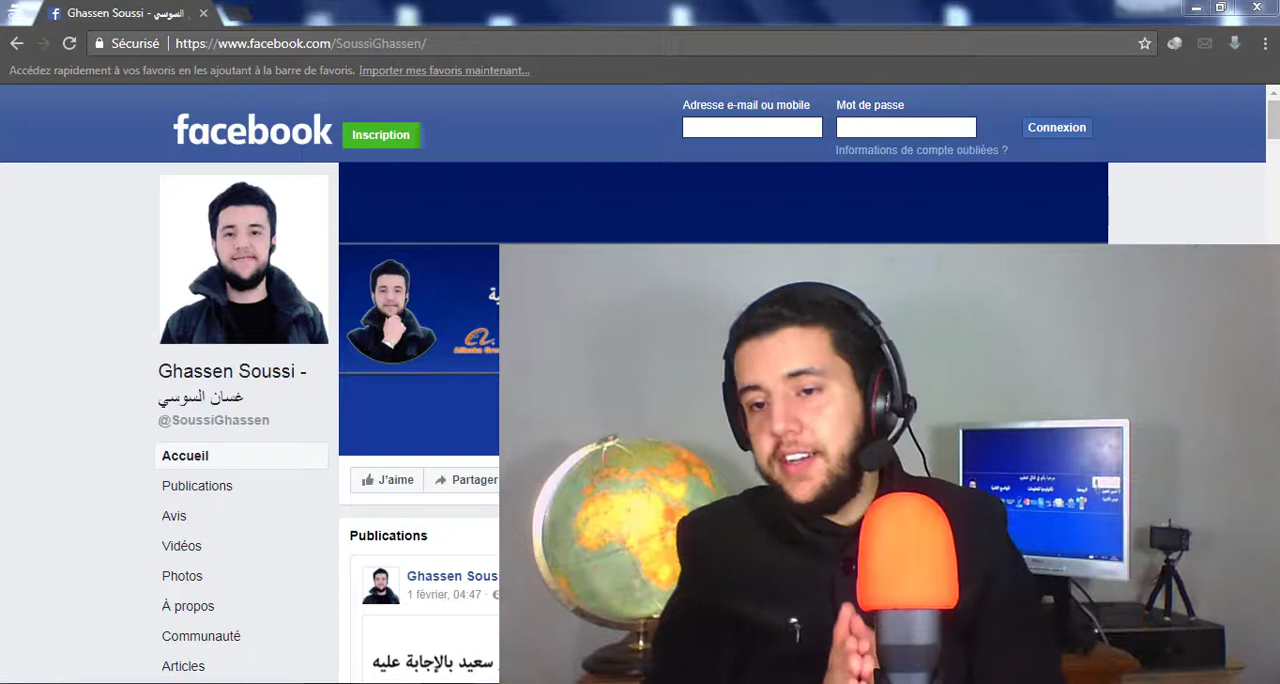 Ghassen Soussi - السوسي
Sécurisé
https://www.facebook.com/SoussiGhassen/
Accédez rapidement à vos favoris en les ajoutant à la barre de favoris. Importer mes favoris maintenant...
facebook
Inscription
Adresse e-mail ou mobile
Mot de passe
Connexion
Informations de compte oubliées ?
Ghassen Soussi -
غسان السوسي
@SoussiGhassen
Accueil
Publications
Avis
Vidéos
Photos
À propos
Communauté
Articles
J'aime
Partager
Publications
Ghassen Sous
1 février, 04:47
سعيد بالإجابة عليه